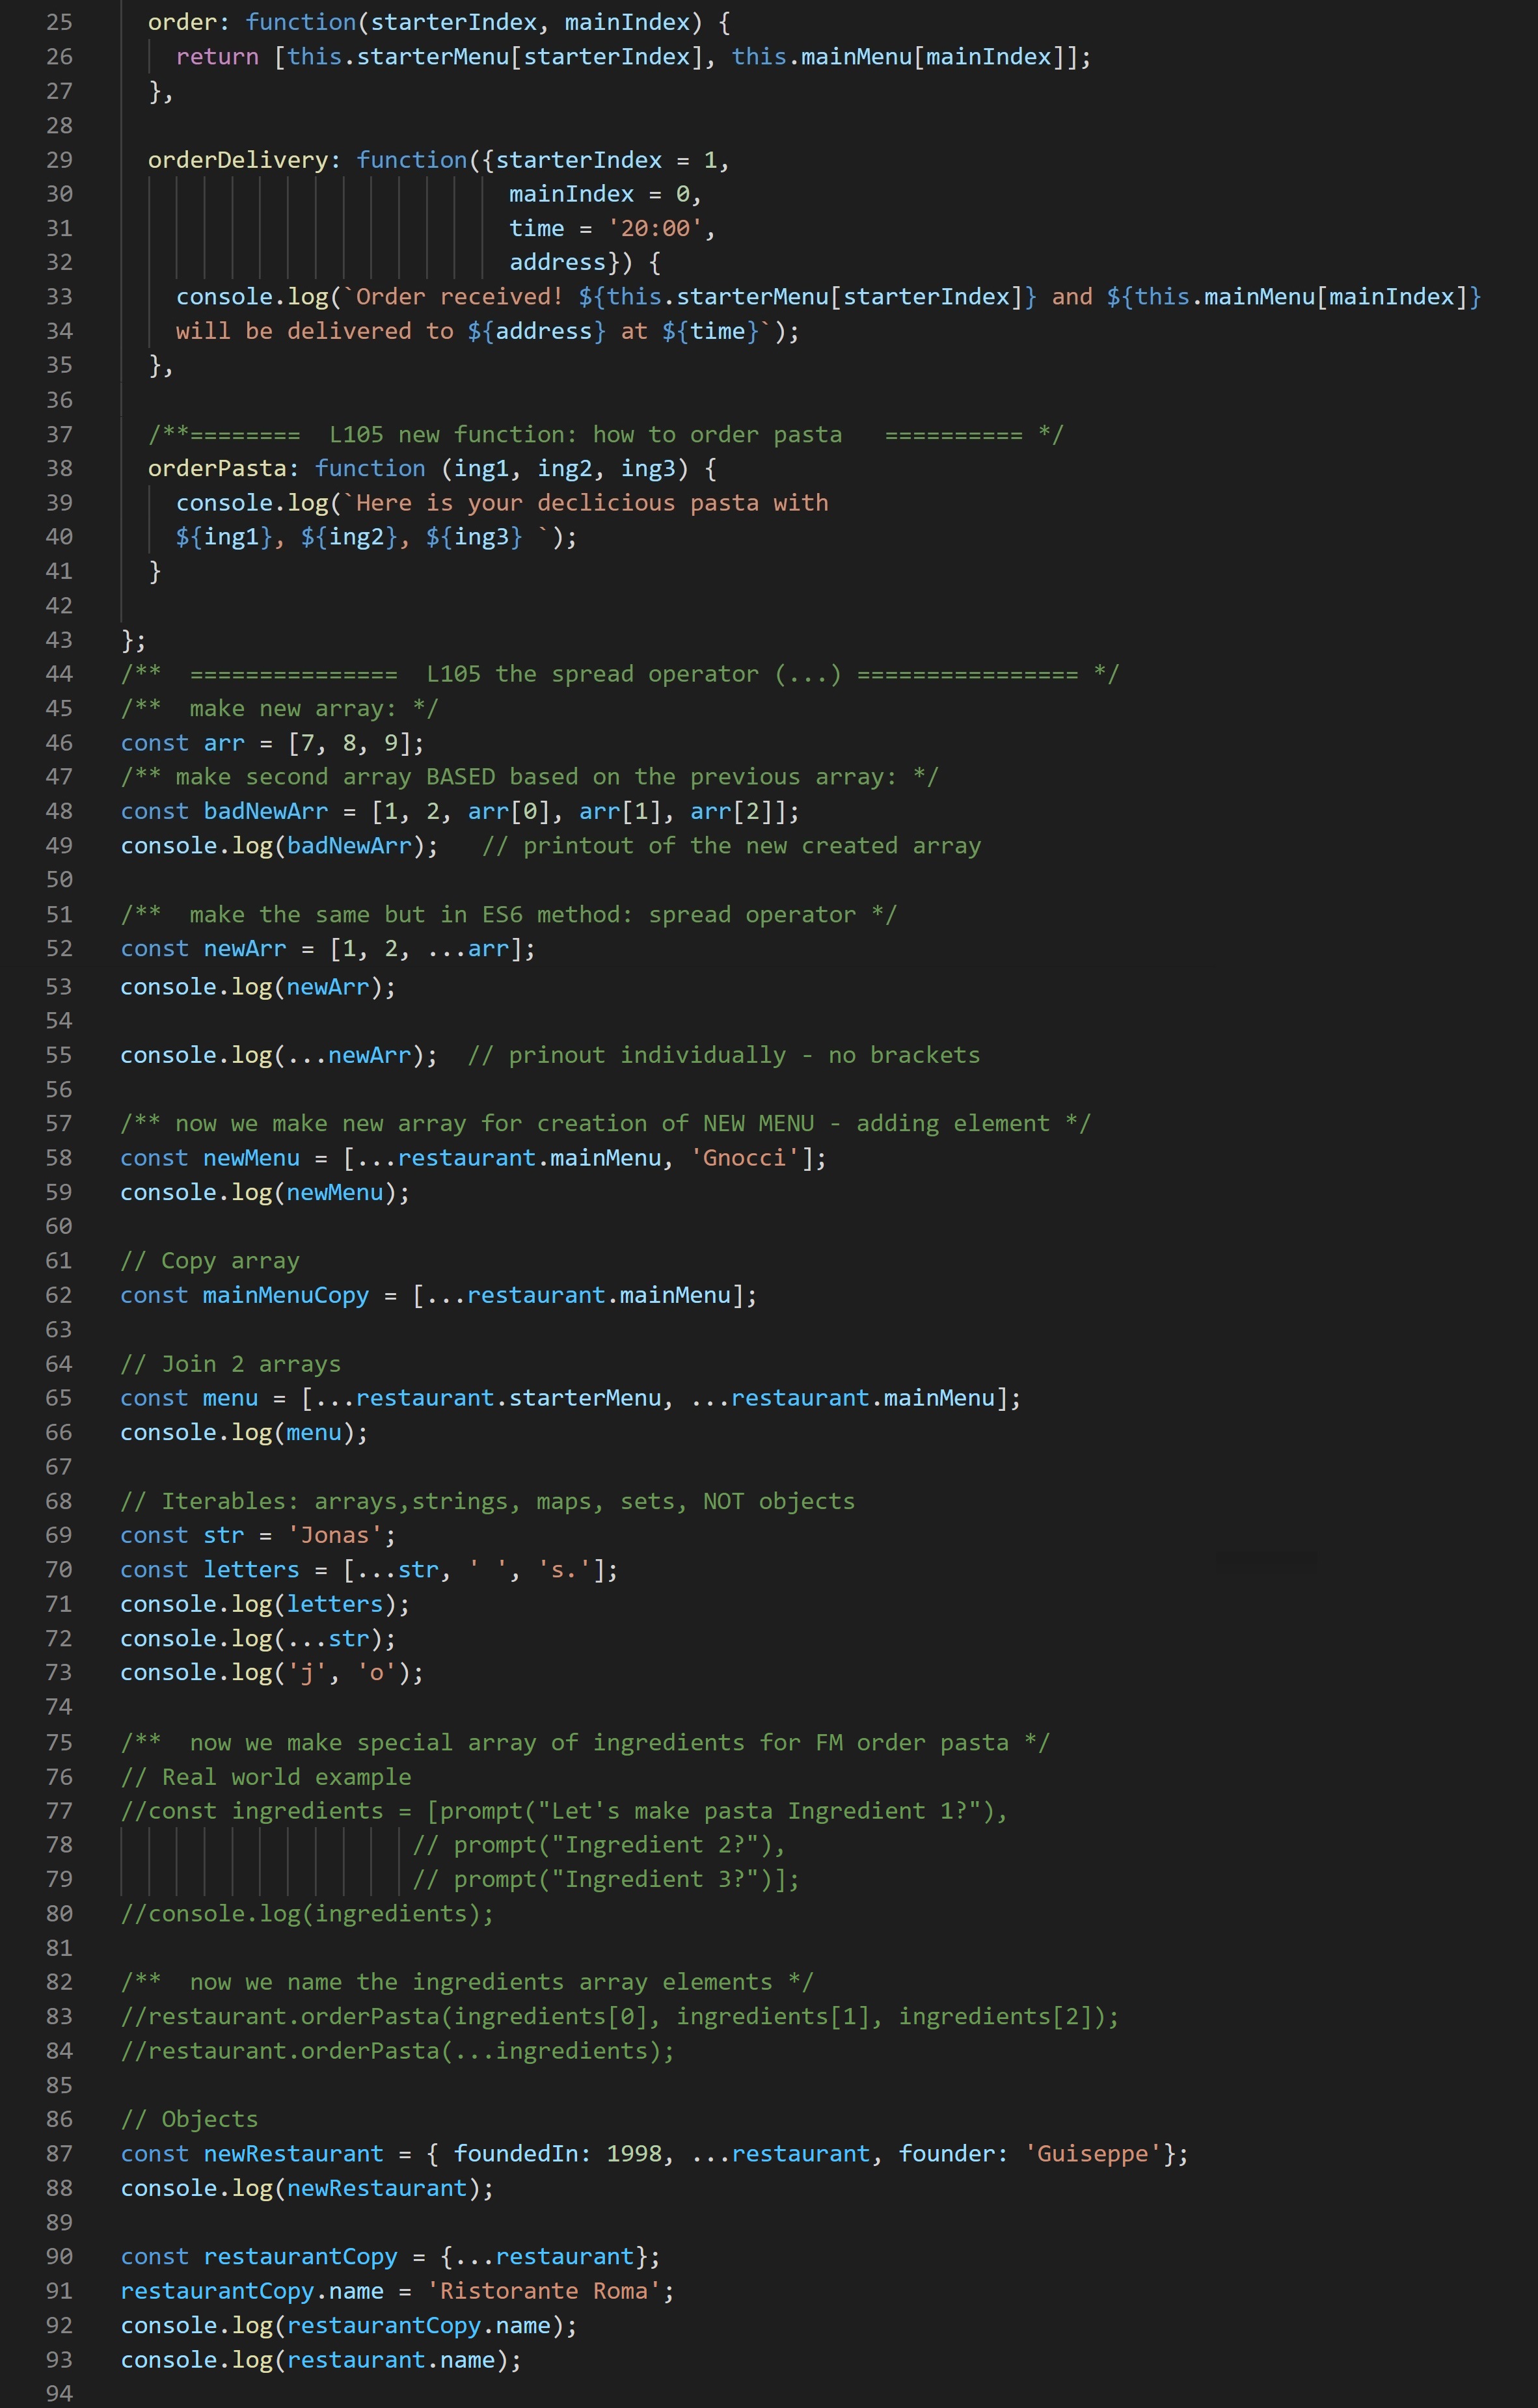 25 order: function(starterIndex, mainIndex) {
26 return [this.starterMenu[starterIndex], this.mainMenu[mainIndex]];
27 },
28
29 orderDelivery: function({starterIndex = 1,
30 mainIndex = 0,
31 time = '20:00',
32 address}) {
33 console.log(`Order received! ${this.starterMenu[starterIndex]} and ${this.mainMenu[mainIndex]}
34 will be delivered to ${address} at ${time}`);
35 },
36
37 /**======== L105 new function: how to order pasta ========== */
38 orderPasta: function (ing1, ing2, ing3) {
39 console.log(`Here is your declicious pasta with
40 ${ing1}, ${ing2}, ${ing3} `);
41 }
42
43 };
44 /** =============== L105 the spread operator (...) ================ */
45 /** make new array: */
46 const arr = [7, 8, 9];
47 /** make second array BASED based on the previous array: */
48 const badNewArr = [1, 2, arr[0], arr[1], arr[2]];
49 console.log(badNewArr); // printout of the new created array
50
51 /** make the same but in ES6 method: spread operator */
52 const newArr = [1, 2, ...arr];
53 console.log(newArr);
54
55 console.log(...newArr); // prinout individually - no brackets
56
57 /** now we make new array for creation of NEW MENU - adding element */
58 const newMenu = [...restaurant.mainMenu, 'Gnocci'];
59 console.log(newMenu);
60
61 // Copy array
62 const mainMenuCopy = [...restaurant.mainMenu];
63
64 // Join 2 arrays
65 const menu = [...restaurant.starterMenu, ...restaurant.mainMenu];
66 console.log(menu);
67
68 // Iterables: arrays,strings, maps, sets, NOT objects
69 const str = 'Jonas';
70 const letters = [...str, ' ', 's.'];
71 console.log(letters);
72 console.log(...str);
73 console.log('j', 'o');
74
75 /** now we make special array of ingredients for FM order pasta */
76 // Real world example
77 //const ingredients = [prompt("Let's make pasta Ingredient 1?"),
78 // prompt("Ingredient 2?"),
79 // prompt("Ingredient 3?")];
80 //console.log(ingredients);
81
82 /** now we name the ingredients array elements */
83 //restaurant.orderPasta(ingredients[0], ingredients[1], ingredients[2]);
84 //restaurant.orderPasta(...ingredients);
85
86 // Objects
87 const newRestaurant = { foundedIn: 1998, ...restaurant, founder: 'Guiseppe'};
88 console.log(newRestaurant);
89
90 const restaurantCopy = {...restaurant};
91 restaurantCopy.name = 'Ristorante Roma';
92 console.log(restaurantCopy.name);
93 console.log(restaurant.name);
94